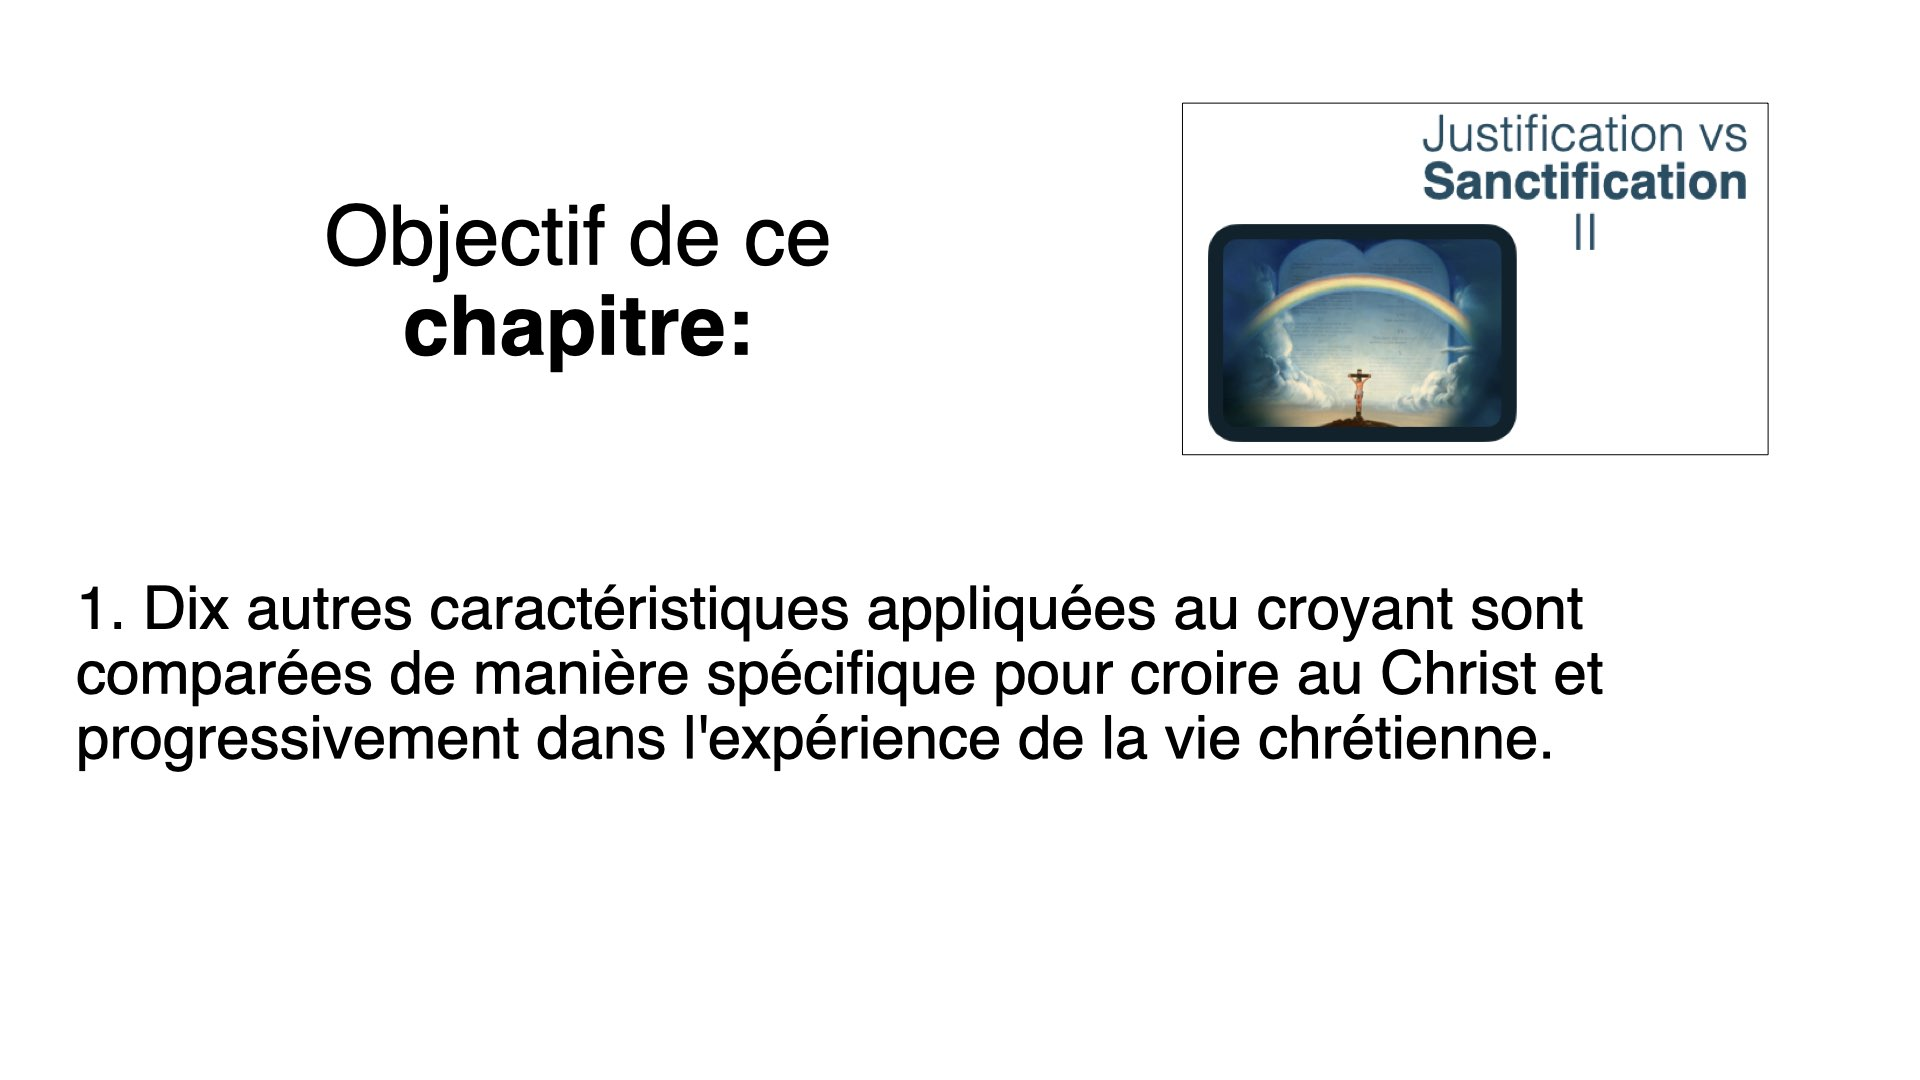 Objectif de ce
chapitre:
Justification vs
Sanctification
II
1. Dix autres caractéristiques appliquées au croyant sont
comparées de manière spécifique pour croire au Christ et
progressivement dans l'expérience de la vie chrétienne.